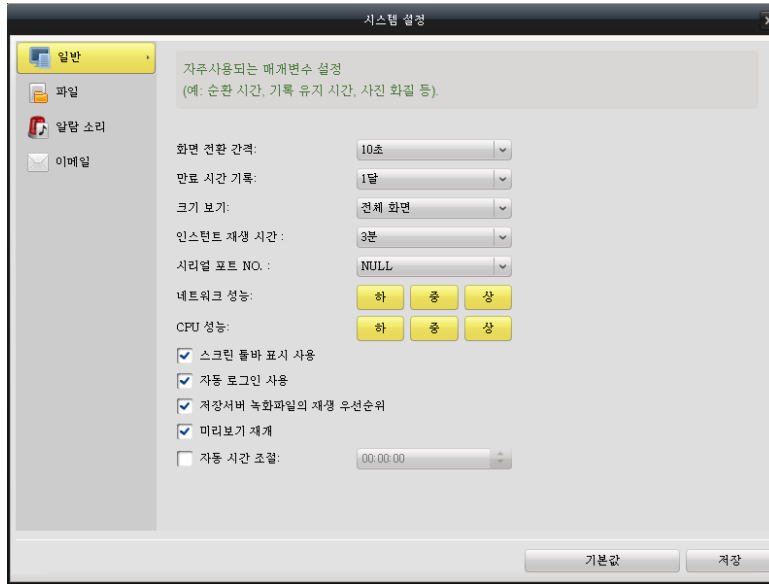 시스템 설정
일반
파일
알람 소리
이메일
자주사용되는 매개변수 설정
(예: 순환 시간, 기록 유지 시간, 사진 화질 등).
화면 전환 간격: 10초
만료 시간 기록: 1달
크기 보기: 전체 화면
인스턴트 재생 시간 : 3분
시리얼 포트 NO. : NULL
네트워크 성능: 하 중 상
CPU 성능: 하 중 상
스크린 툴바 표시 사용
자동 로그인 사용
저장서버 녹화파일의 재생 우선순위
미리보기 재개
자동 시간 조절: 00:00:00
기본값 저장